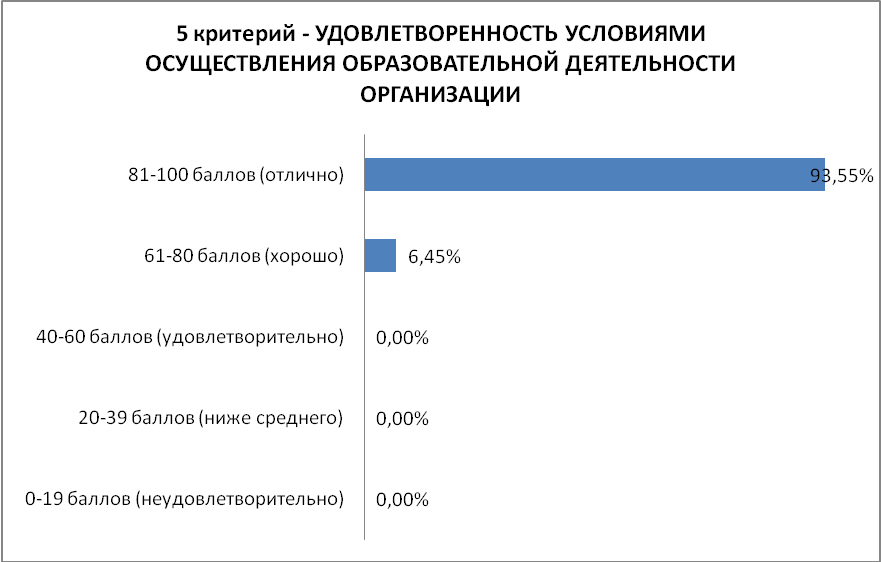 5 критерий - УДОВЛЕТВОРЕННОСТЬ УСЛОВИЯМИ
ОСУЩЕСТВЛЕНИЯ ОБРАЗОВАТЕЛЬНОЙ ДЕЯТЕЛЬНОСТИ
ОРГАНИЗАЦИИ
81-100 баллов (отлично) 93,55%
61-80 баллов (хорошо) 6,45%
40-60 баллов (удовлетворительно) 0,00%
20-39 баллов (ниже среднего) 0,00%
0-19 баллов (неудовлетворительно) 0,00%